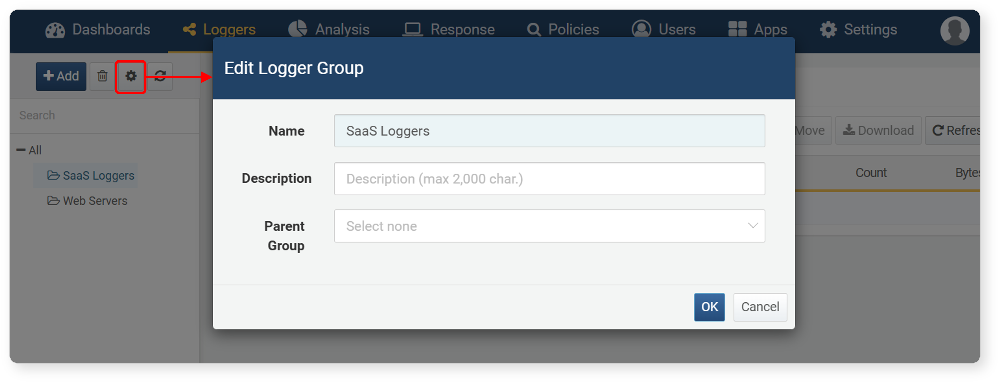 Dashboards
Loggers
Analysis
Response
Policies
Users
Apps
Settings
Add
Search
All
SaaS Loggers
Web Servers
Edit Logger Group
Name
SaaS Loggers
Description
Description (max 2,000 char.)
Parent
Group
Select none
OK
Cancel
Move
Download
Refres
Count
Bytes